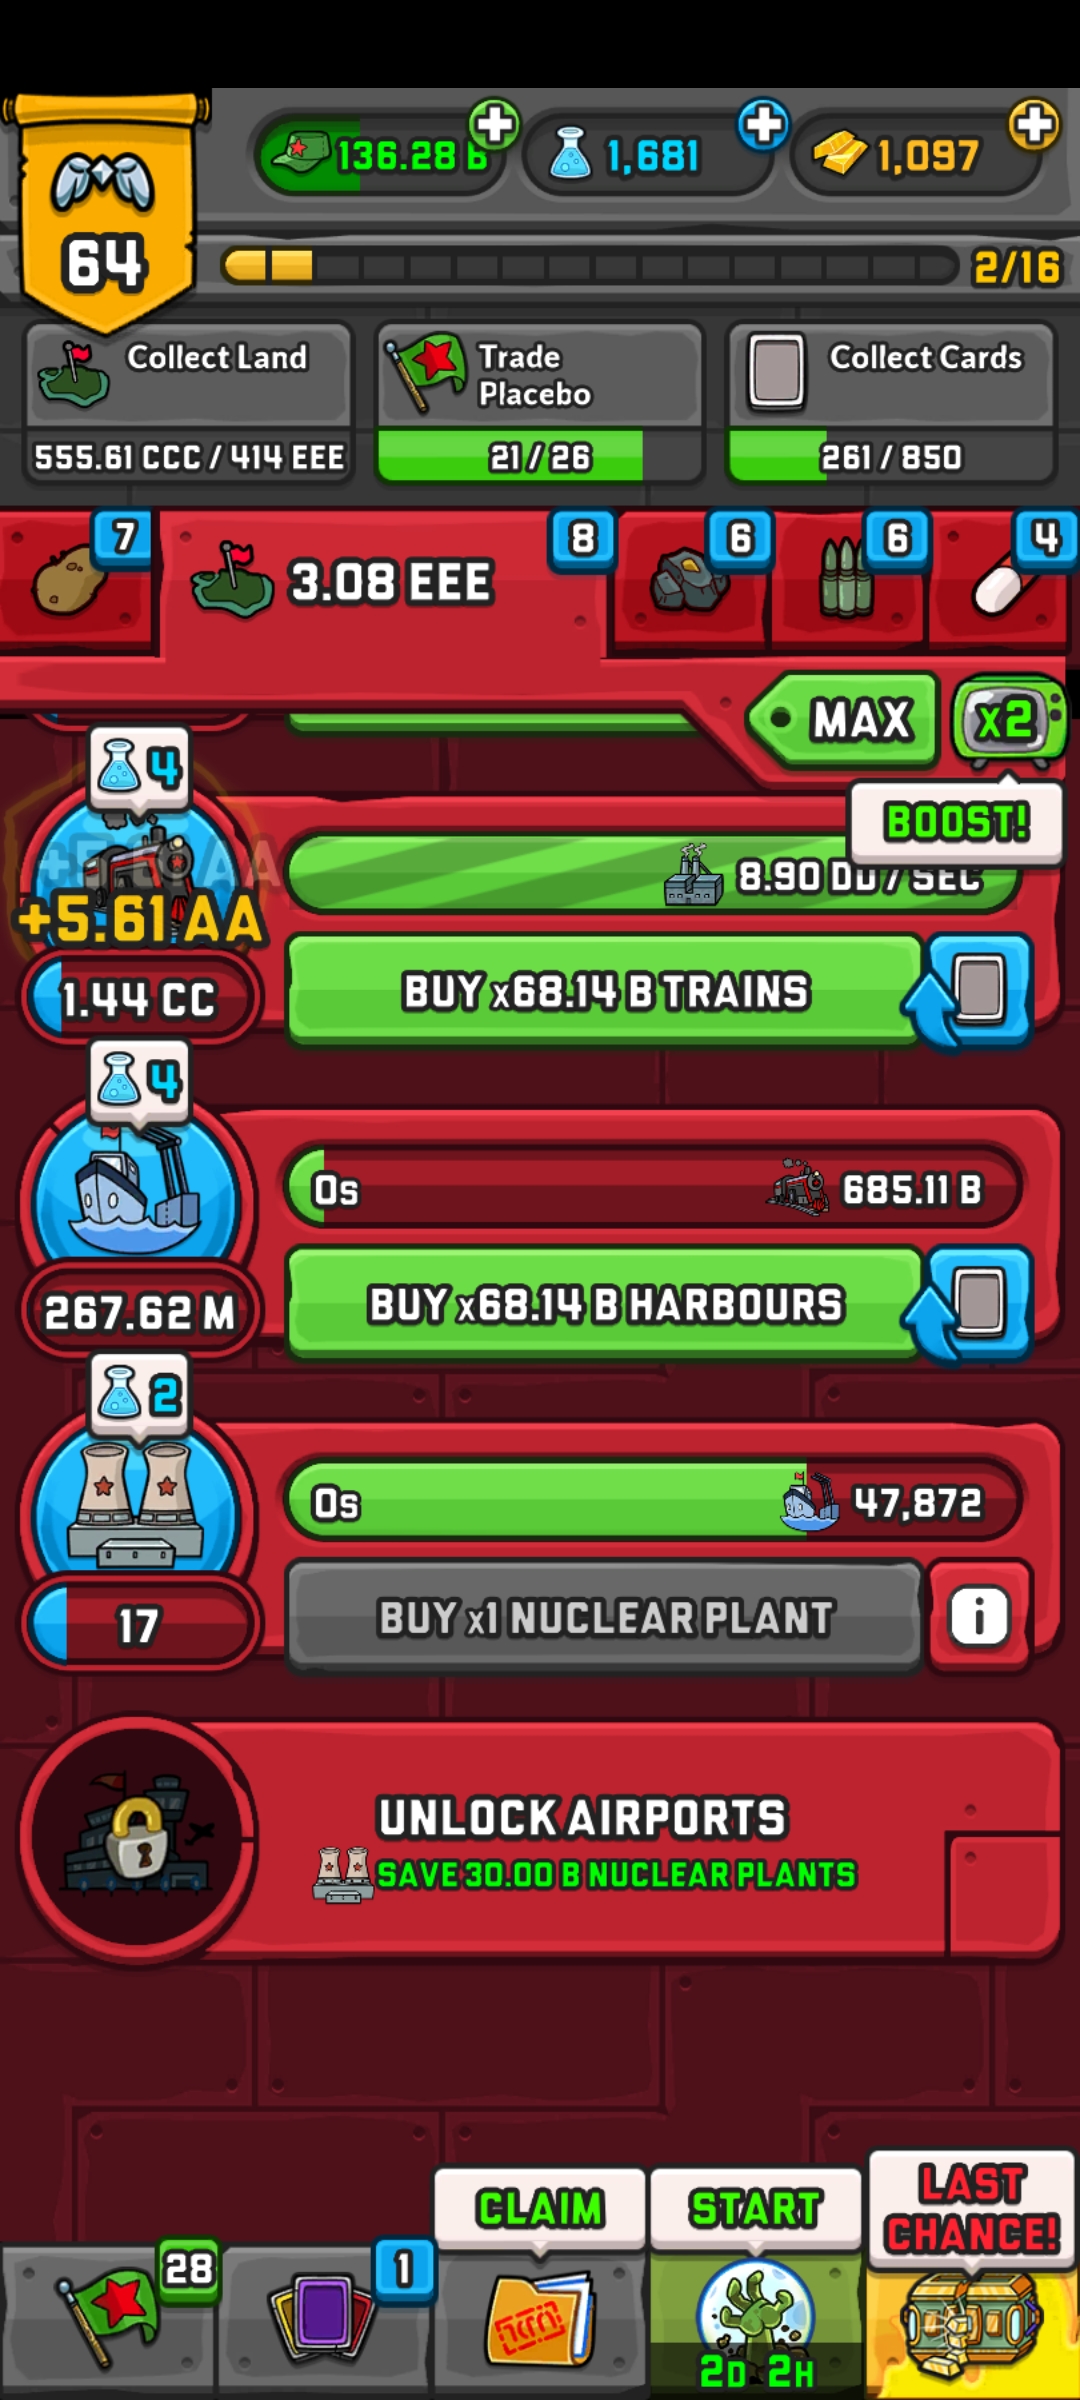 136.28 B
1,681
1,097
64
2/16
Collect Land
555.61 CCC / 414 EEE
Trade
Placebo
21 / 26
Collect Cards
261 / 850
7
3.08 EEE
8
6
6
4
MAX
x2
BOOST!
4
+5.61 AA
8.90 DD / SEC
1.44 CC
BUY x68.14 B TRAINS
4
0s
685.11 B
267.62 M
BUY x68.14 B HARBOURS
2
0s
47,872
17
BUY x1 NUCLEAR PLANT
i
UNLOCK AIRPORTS
SAVE 30.00 B NUCLEAR PLANTS
CLAIM
START
LAST
CHANCE!
28
1
2D 2H